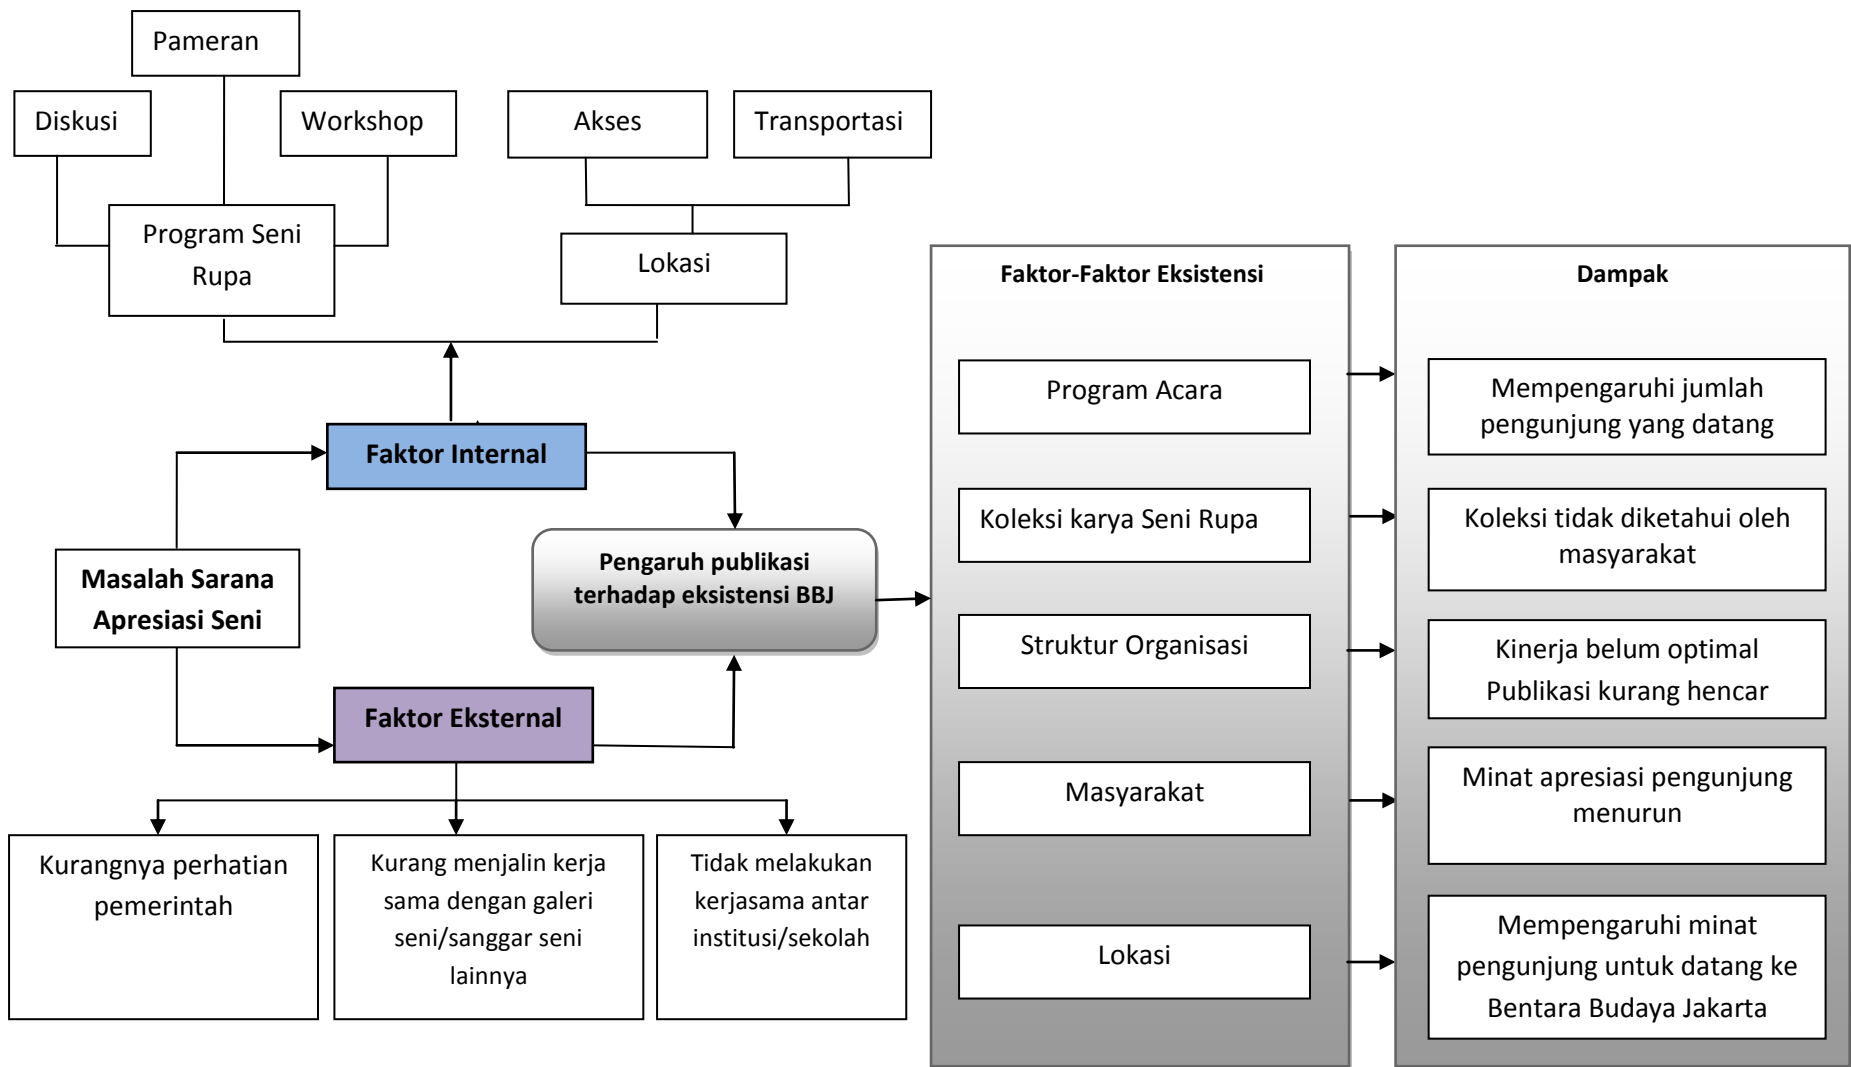 Pameran
Diskusi
Workshop
Akses
Transportasi
Program Seni
Rupa
Lokasi
Faktor Internal
Masalah Sarana
Apresiasi Seni
Pengaruh publikasi
terhadap eksistensi BBJ
Faktor Eksternal
Kurangnya perhatian
pemerintah
Kurang menjalin kerja
sama dengan galeri
seni/sanggar seni
lainnya
Tidak melakukan
kerjasama antar
institusi/sekolah
Faktor-Faktor Eksistensi
Program Acara
Koleksi karya Seni Rupa
Struktur Organisasi
Masyarakat
Lokasi
Dampak
Mempengaruhi jumlah
pengunjung yang datang
Koleksi tidak diketahui oleh
masyarakat
Kinerja belum optimal
Publikasi kurang hencar
Minat apresiasi pengunjung
menurun
Mempengaruhi minat
pengunjung untuk datang ke
Bentara Budaya Jakarta